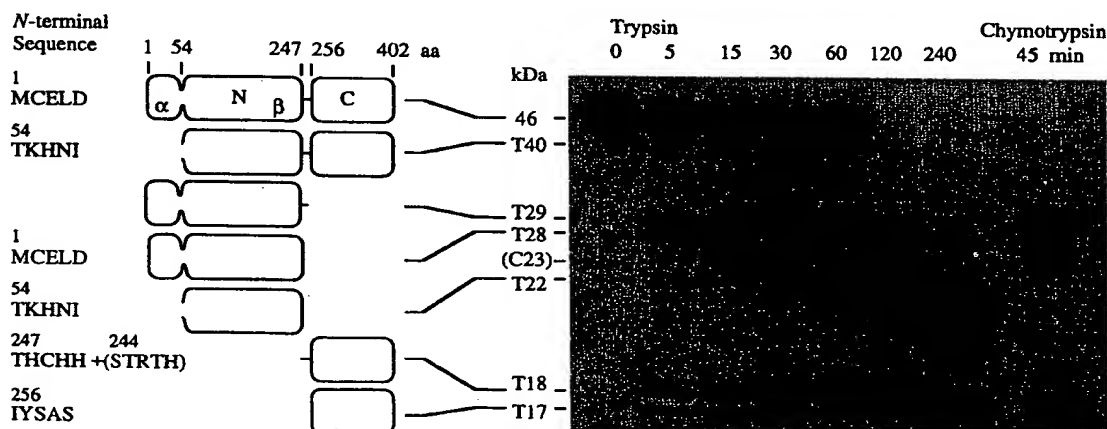 N-terminal
Sequence
1 54 247 256 402 aa
1
MCELD
α N β C
54
TKHNI
1
MCELD
54
TKHNI
247 244
THCHH +(STRTH)
256
IYSAS
Trypsin Chymotrypsin
0 5 15 30 60 120 240 45 min
kDa
46
T40
T29
T28
(C23)
T22
T18
T17